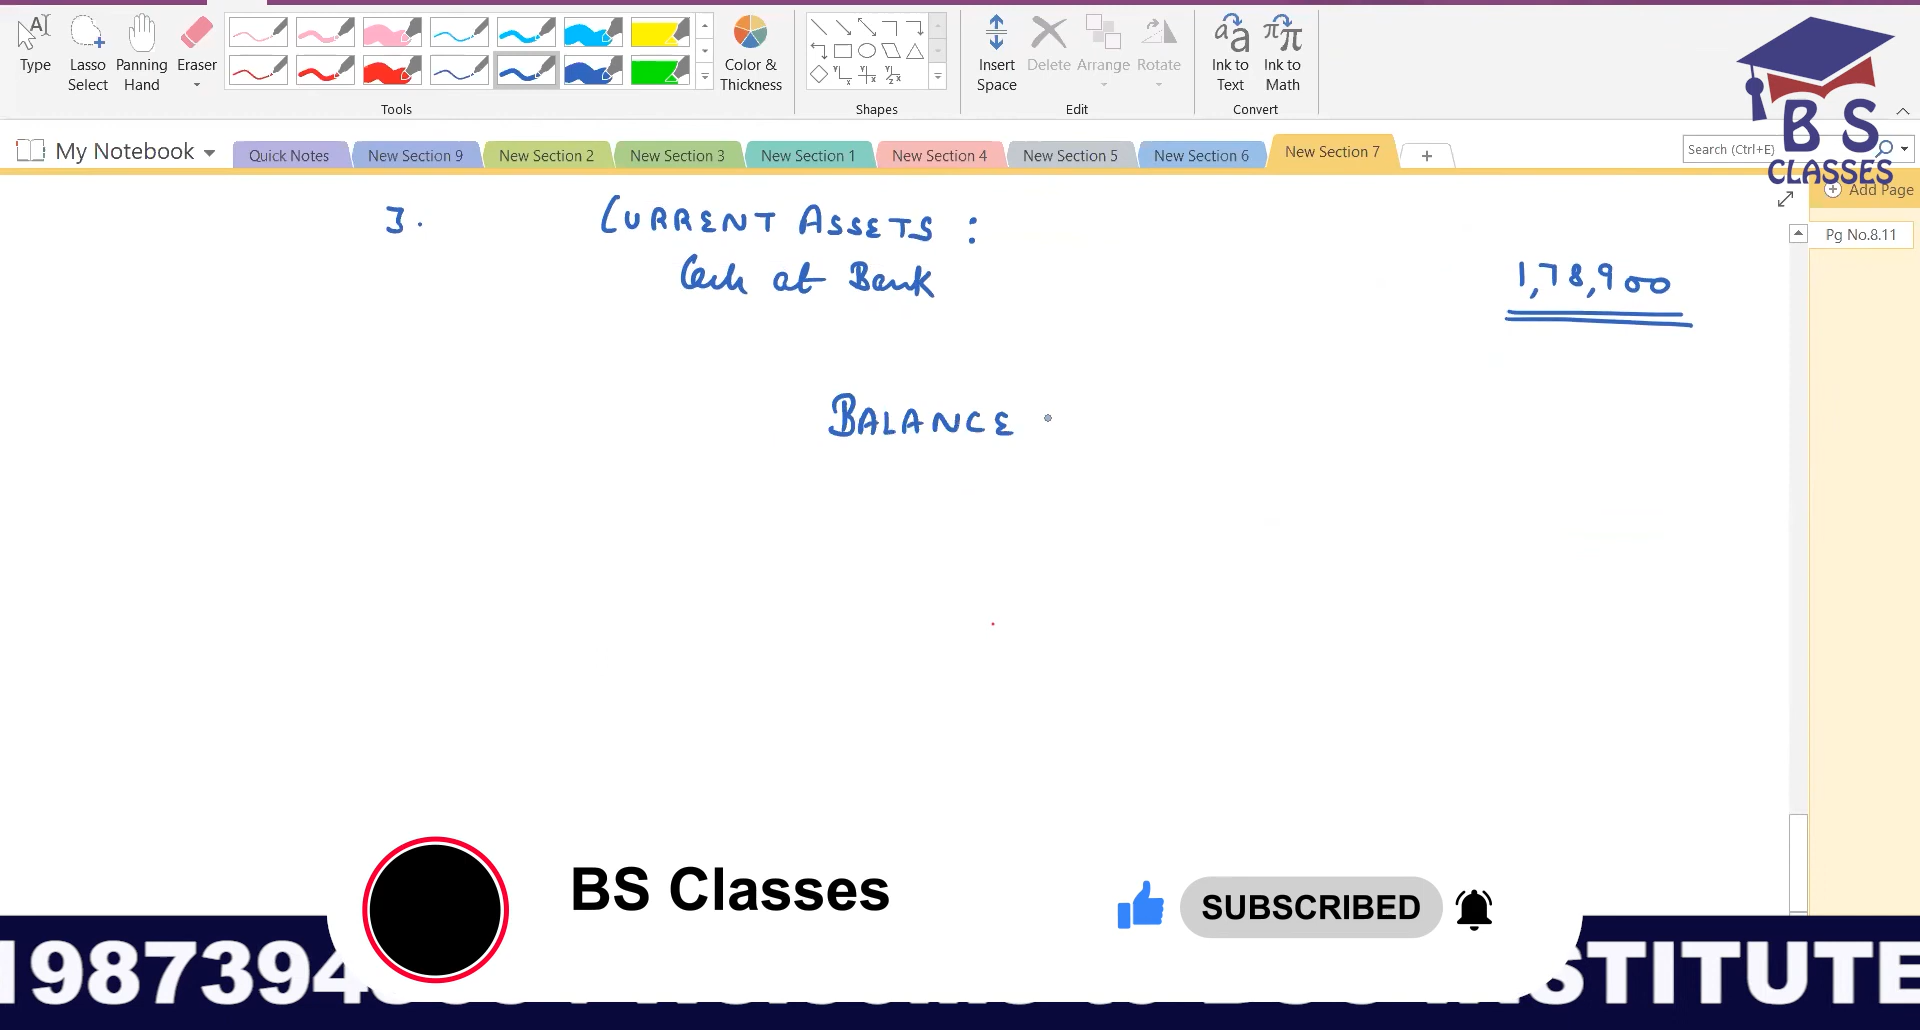 Type
Lasso Select
Panning Hand
Eraser
Color & Thickness
Insert Space
Delete
Arrange
Rotate
Ink to Text
Ink to Math
Tools
Shapes
Edit
Convert
B S
CLASSES
My Notebook
Quick Notes
New Section 9
New Section 2
New Section 3
New Section 1
New Section 4
New Section 5
New Section 6
New Section 7
Search (Ctrl+E)
Add Page
Pg No.8.11
3. CURRENT ASSETS :
Cash at Bank 1,78,900
BALANCE
BS Classes
SUBSCRIBED
STITUTE